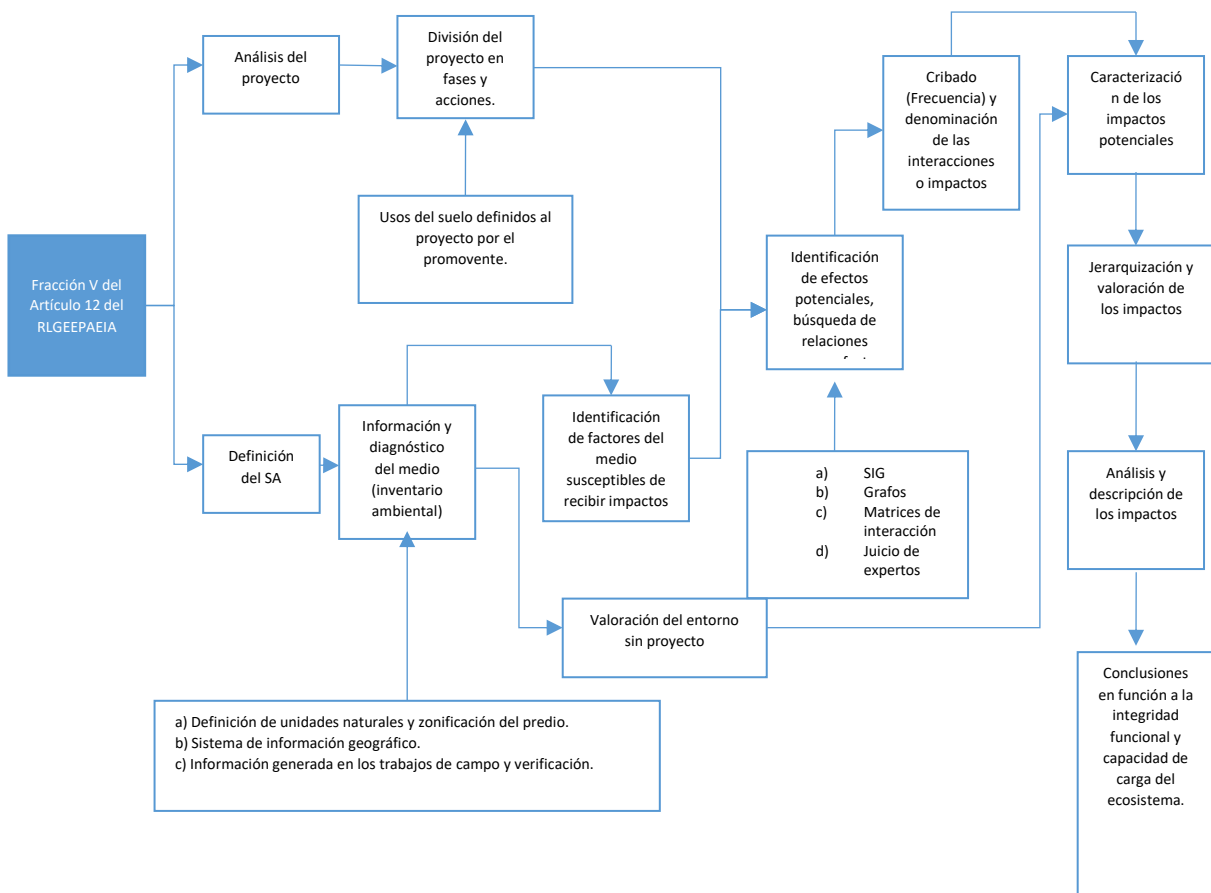 Análisis del
proyecto
División del
proyecto en
fases y
acciones.
Usos del suelo definidos al
proyecto por el
promovente.
Fracción V del
Artículo 12 del
RLGEEPAEIA
Definición
del SA
Información y
diagnóstico
del medio
(inventario
ambiental)
Identificación
de factores del
medio
susceptibles de
recibir impactos
a) Definición de unidades naturales y zonificación del predio.
b) Sistema de información geográfico.
c) Información generada en los trabajos de campo y verificación.
Valoración del entorno
sin proyecto
Identificación
de efectos
potenciales,
búsqueda de
relaciones
a) SIG
b) Grafos
c) Matrices de
interacción
d) Juicio de
expertos
Cribado
(Frecuencia) y
denominación
de las
interacciones
o impactos
Caracterizació
n de los
impactos
potenciales
Jerarquización y
valoración de
los impactos
Análisis y
descripción de
los impactos
Conclusiones
en función a la
integridad
funcional y
capacidad de
carga del
ecosistema.